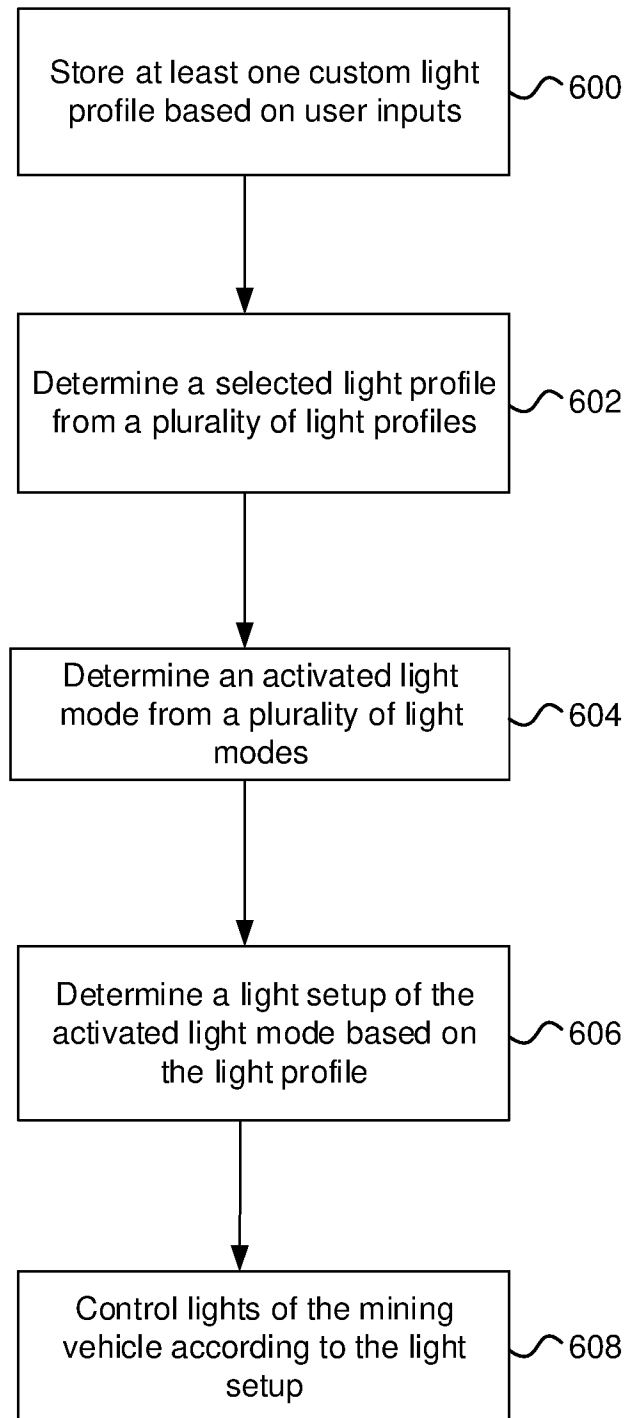 Store at least one custom light
profile based on user inputs
600
Determine a selected light profile
from a plurality of light profiles
602
Determine an activated light
mode from a plurality of light
modes
604
Determine a light setup of the
activated light mode based on
the light profile
606
Control lights of the mining
vehicle according to the light
setup
608